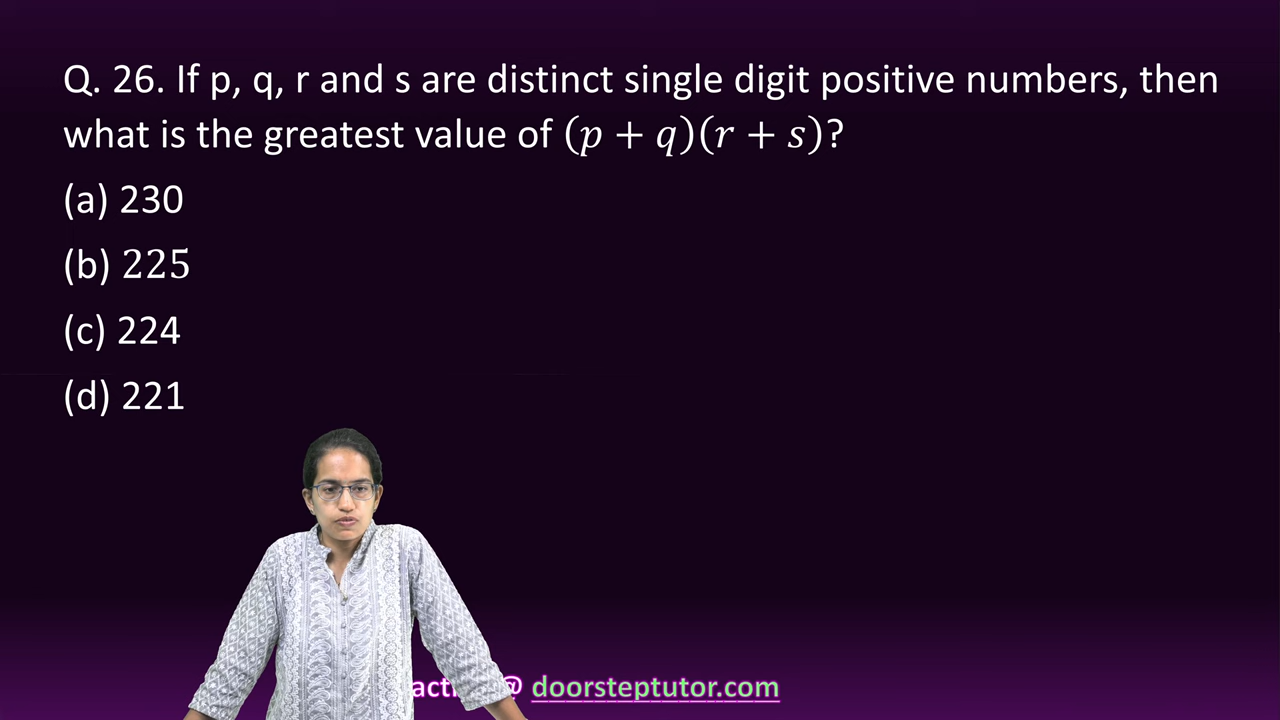 Q. 26. If p, q, r and s are distinct single digit positive numbers, then
what is the greatest value of (p + q)(r + s)?
(a) 230
(b) 225
(c) 224
(d) 221
@ doorsteptutor.com